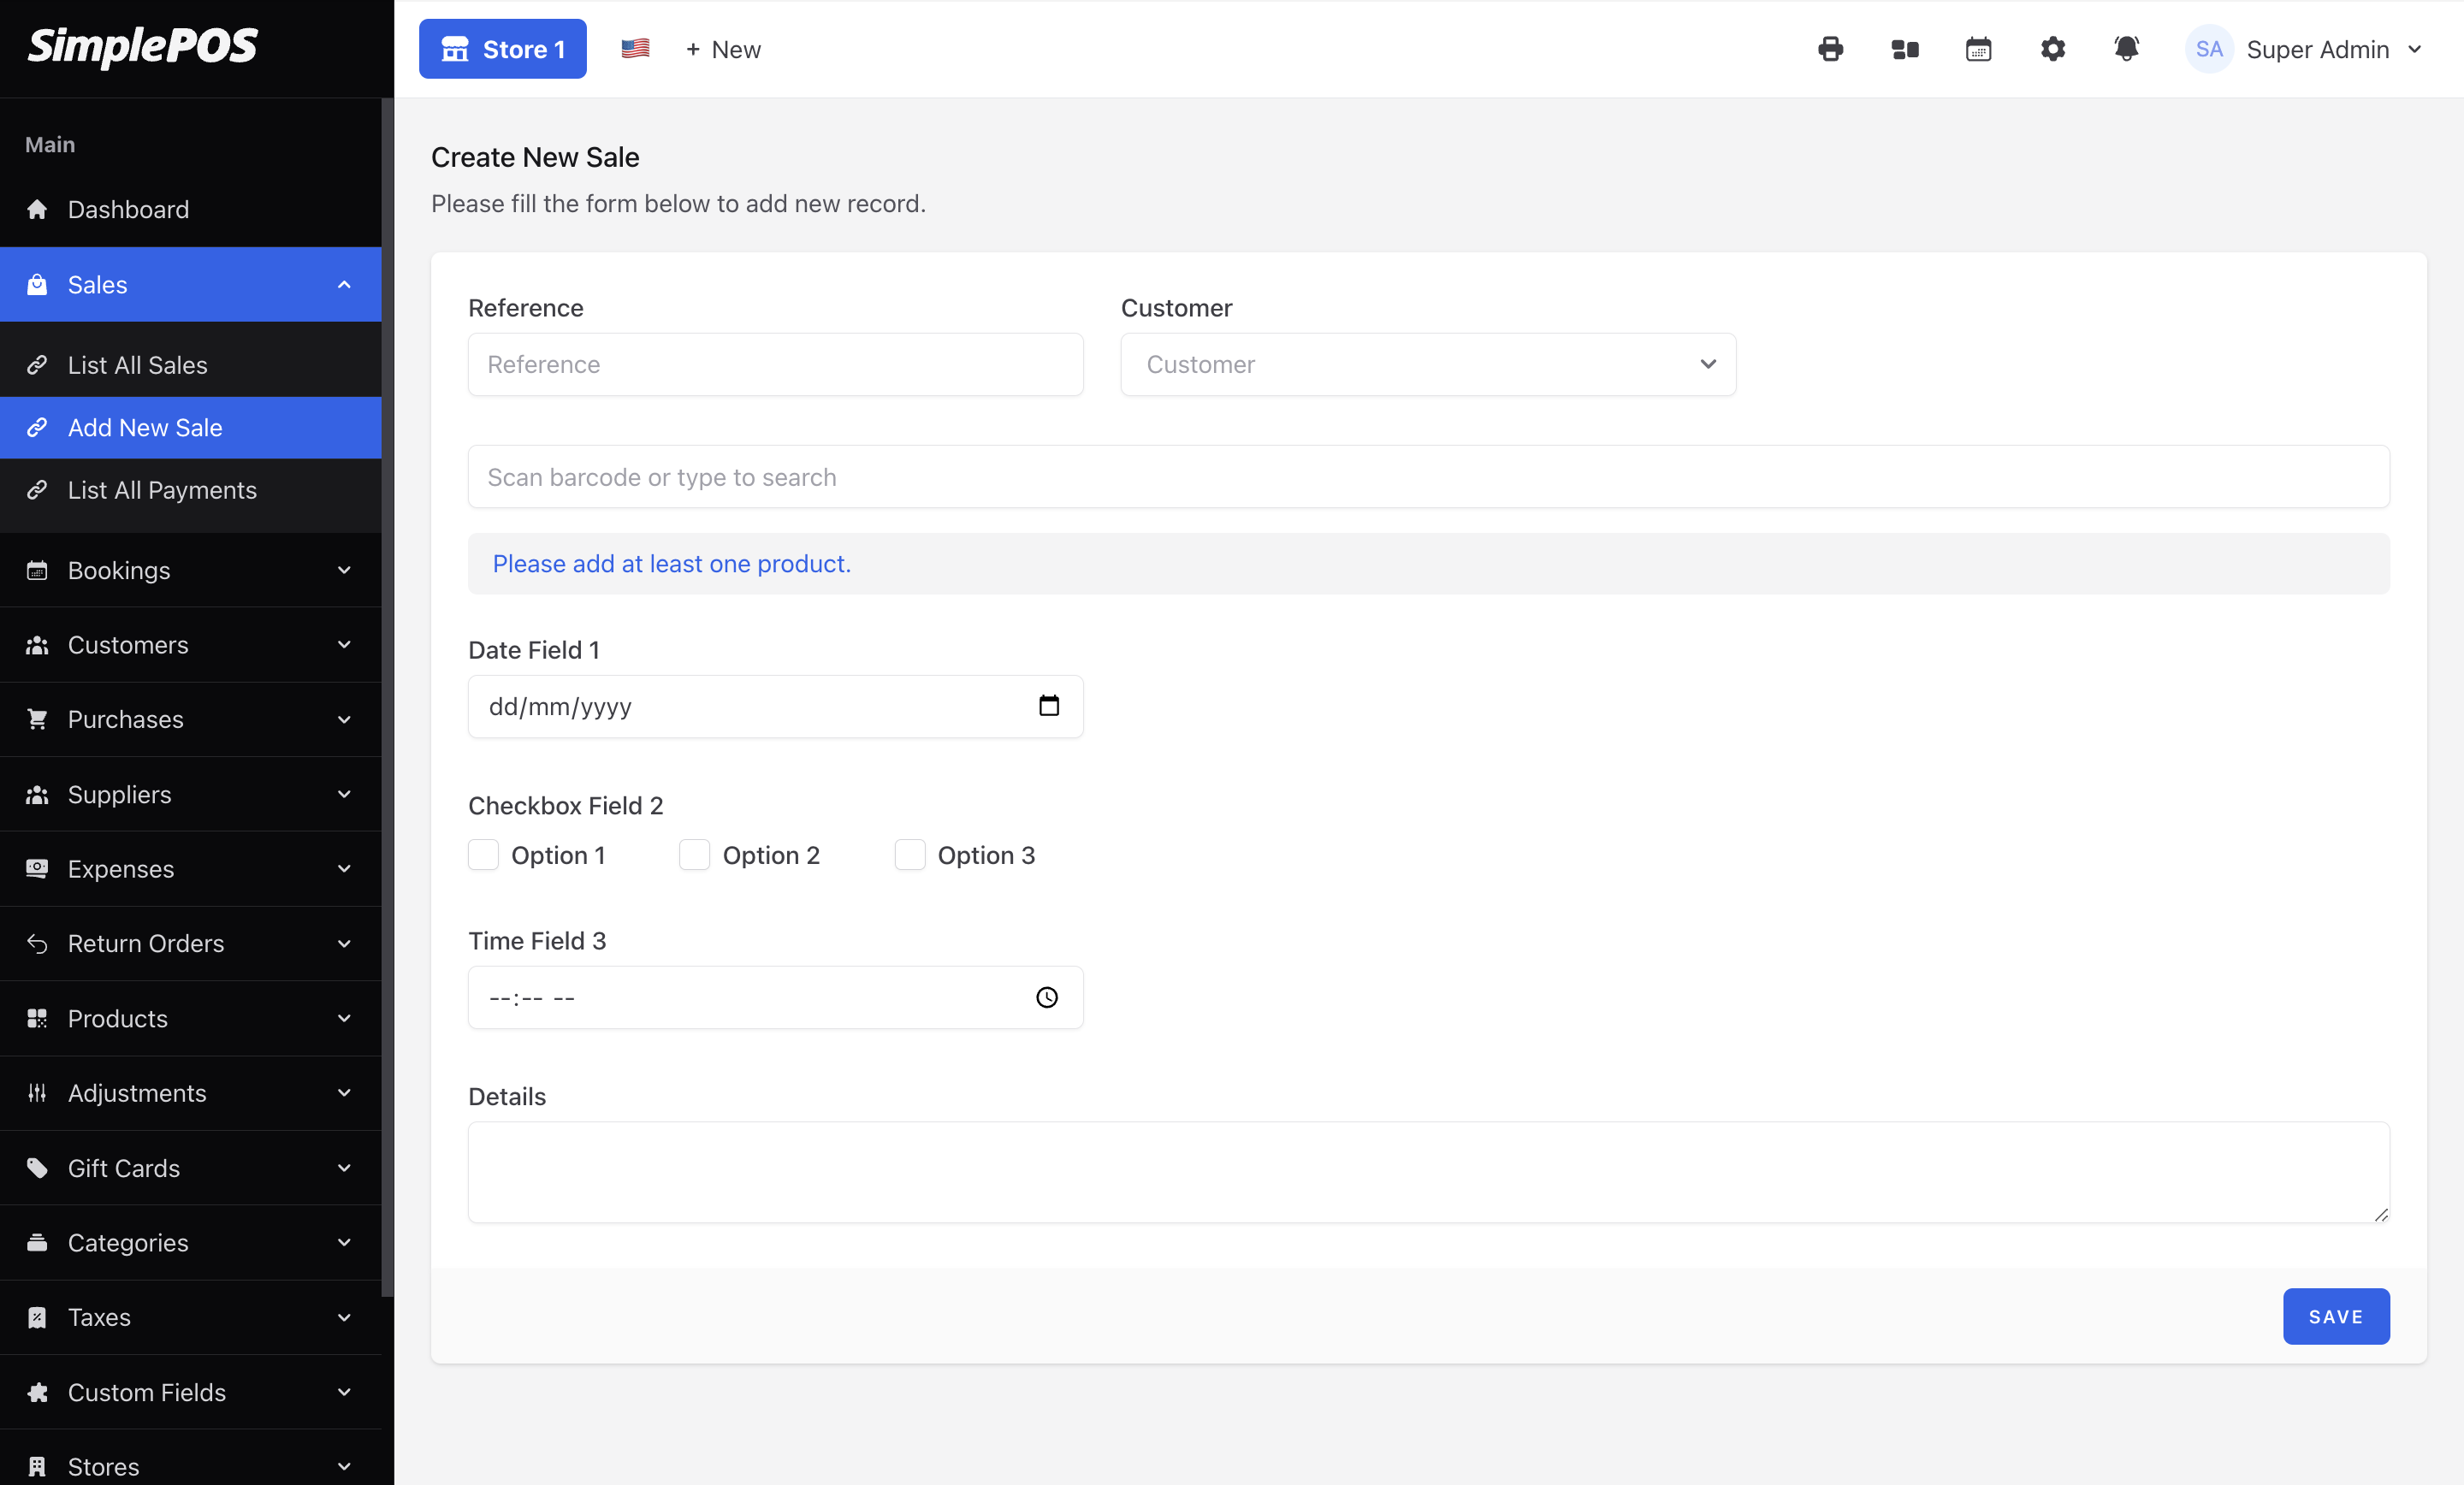 SimplePOS
Store 1
+ New
SA Super Admin
Main
Dashboard
Sales
List All Sales
Add New Sale
List All Payments
Bookings
Customers
Purchases
Suppliers
Expenses
Return Orders
Products
Adjustments
Gift Cards
Categories
Taxes
Custom Fields
Stores
Create New Sale
Please fill the form below to add new record.
Reference
Customer
Reference
Customer
Scan barcode or type to search
Please add at least one product.
Date Field 1
dd/mm/yyyy
Checkbox Field 2
Option 1 Option 2 Option 3
Time Field 3
--:-- --
Details
SAVE